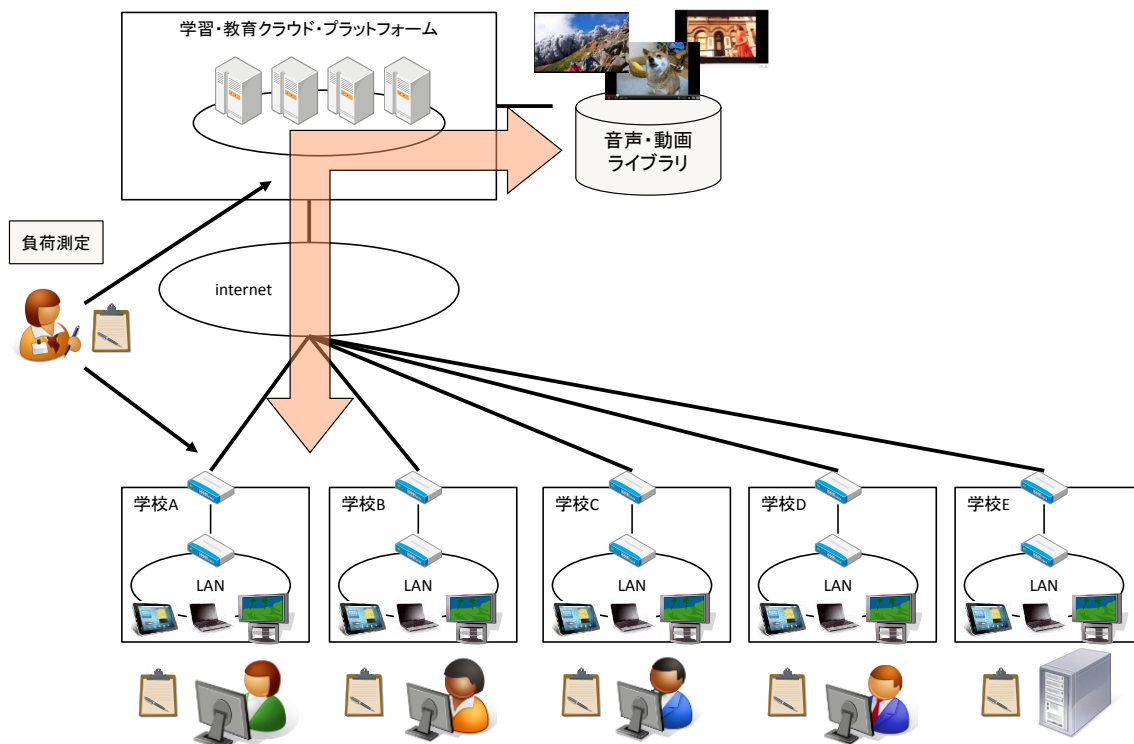 学習・教育クラウド・プラットフォーム
音声・動画
ライブラリ
負荷測定
internet
学校A
LAN
学校B
LAN
学校C
LAN
学校D
LAN
学校E
LAN